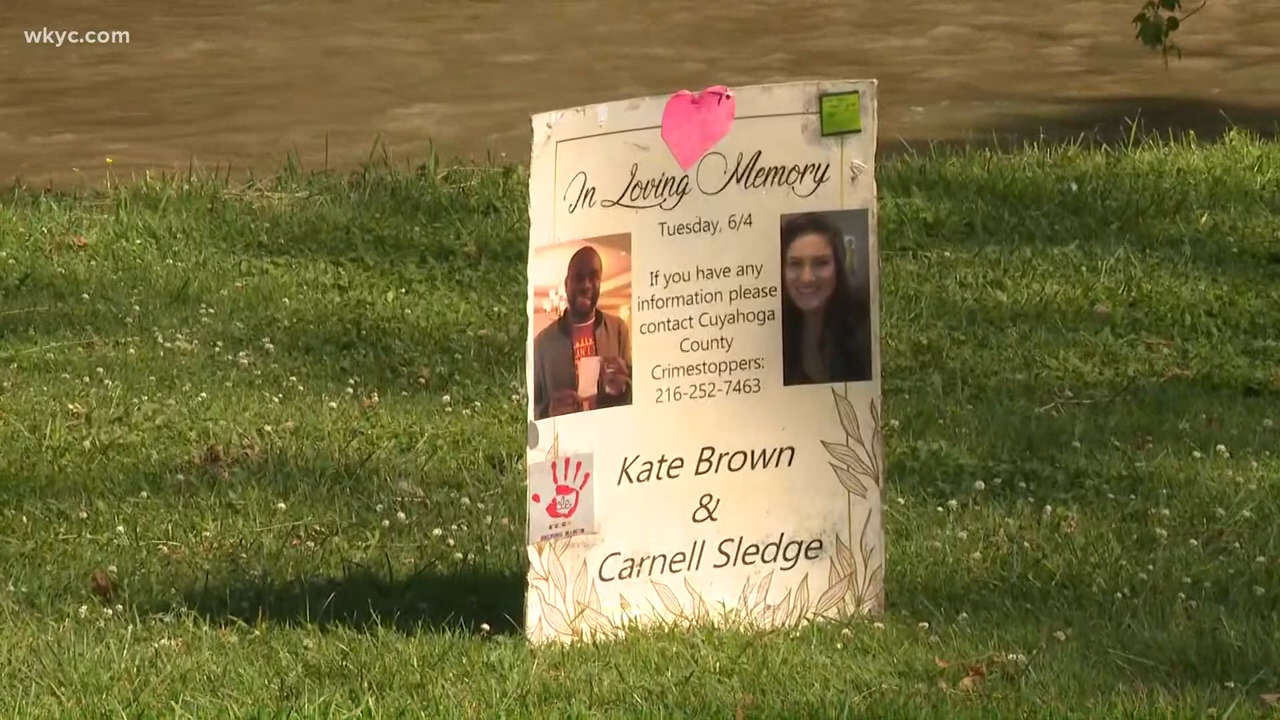 wkyc.com
In Loving Memory
Tuesday, 6/4
If you have any
information please
contact Cuyahoga
County
Crimestoppers:
216-252-7463
Kate Brown
&
Carnell Sledge